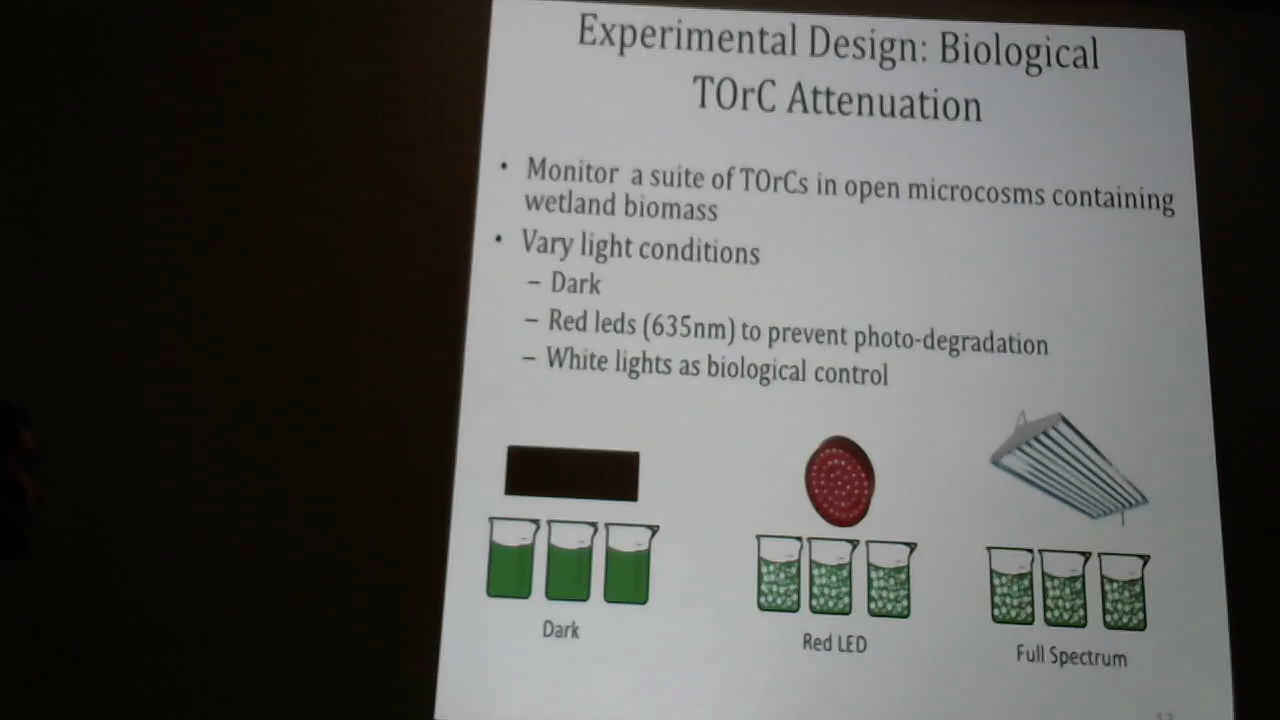 Experimental Design: Biological
TOrC Attenuation
• Monitor a suite of TOrCs in open microcosms containing
wetland biomass
• Vary light conditions
– Dark
– Red leds (635nm) to prevent photo-degradation
– White lights as biological control
Dark
Red LED
Full Spectrum